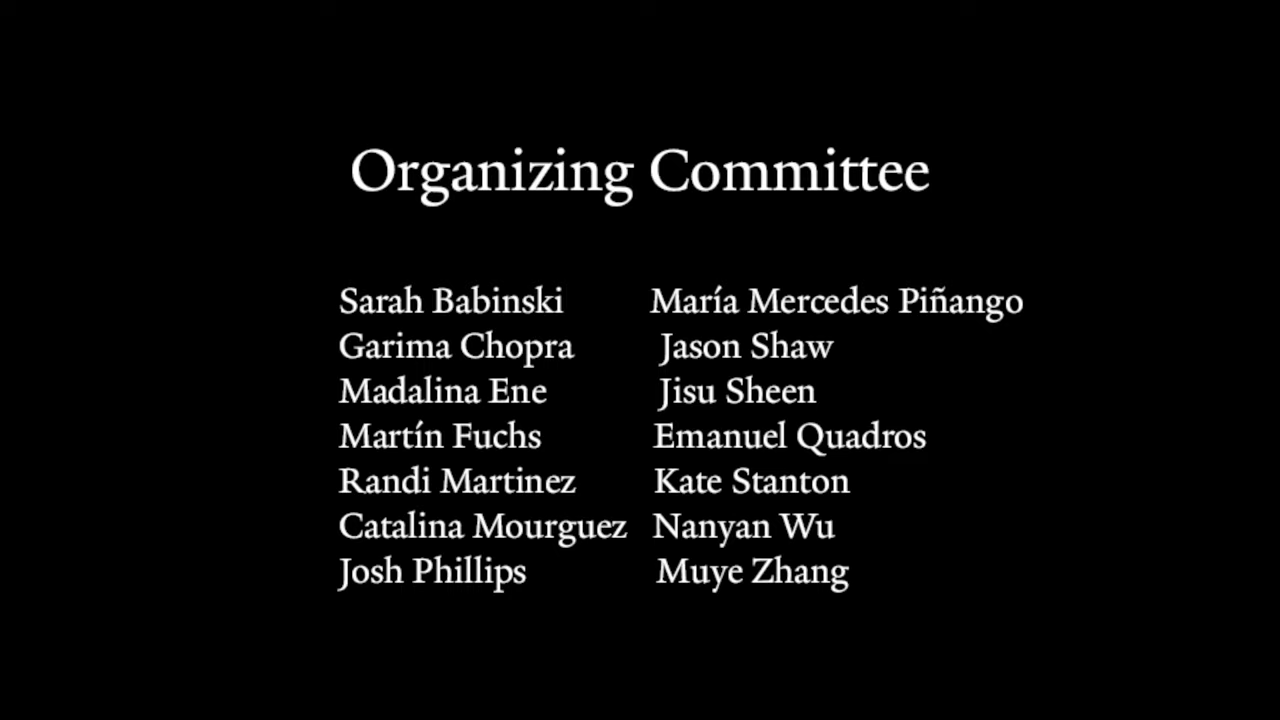 Organizing Committee
Sarah Babinski María Mercedes Piñango
Garima Chopra Jason Shaw
Madalina Ene Jisu Sheen
Martín Fuchs Emanuel Quadros
Randi Martinez Kate Stanton
Catalina Mourguez Nanyan Wu
Josh Phillips Muye Zhang